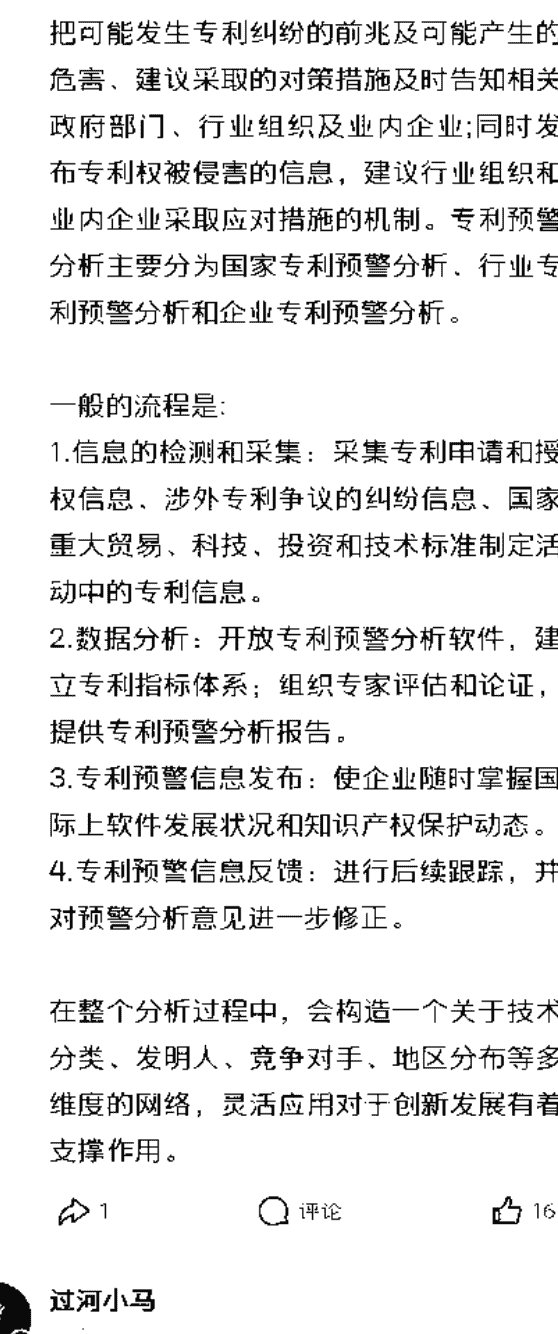 把可能发生专利纠纷的前兆及可能产生的
危害、建议采取的对策措施及时告知相关
政府部门、行业组织及业内企业;同时发
布专利权被侵害的信息，建议行业组织和
业内企业采取应对措施的机制。专利预警
分析主要分为国家专利预警分析、行业专
利预警分析和企业专利预警分析。
一般的流程是:
1.信息的检测和采集：采集专利申请和授
权信息、涉外专利争议的纠纷信息、国家
重大贸易、科技、投资和技术标准制定活
动中的专利信息。
2.数据分析：开放专利预警分析软件，建
立专利指标体系；组织专家评估和论证，
提供专利预警分析报告。
3.专利预警信息发布：使企业随时掌握国
际上软件发展状况和知识产权保护动态。
4.专利预警信息反馈：进行后续跟踪，并
对预警分析意见进一步修正。
在整个分析过程中，会构造一个关于技术
分类、发明人、竞争对手、地区分布等多
维度的网络，灵活应用对于创新发展有着
支撑作用。
1 评论 16
过河小马